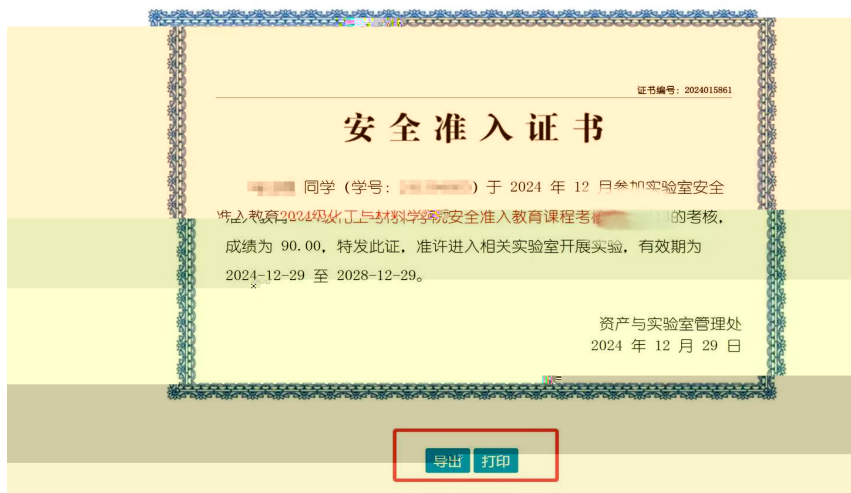 证书编号：2024015861
安全准入证书
同学（学号： ）于 2024 年 12 月参加实验室安全
准入教育2024级化工与材料学院安全准入教育课程考 的考核，
成绩为 90.00，特发此证，准许进入相关实验室开展实验，有效期为
2024-12-29 至 2028-12-29。
资产与实验室管理处
2024 年 12 月 29 日
导出 打印